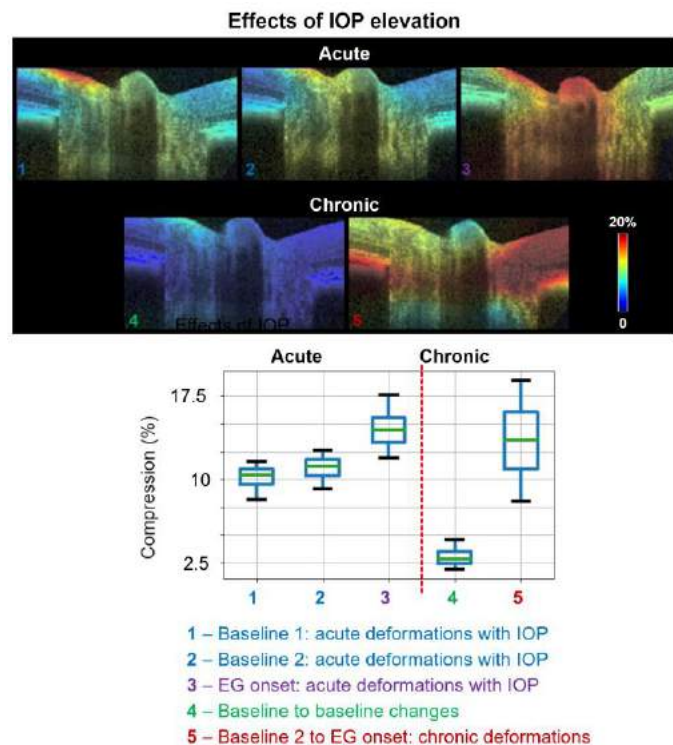 Effects of IOP elevation
Acute
1
2
3
Chronic
20%
0
4
Effects of IOP
5
Acute
Chronic
17.5
10
2.5
Compression (%)
1
2
3
4
5
1 – Baseline 1: acute deformations with IOP
2 – Baseline 2: acute deformations with IOP
3 – EG onset: acute deformations with IOP
4 – Baseline to baseline changes
5 – Baseline 2 to EG onset: chronic deformations